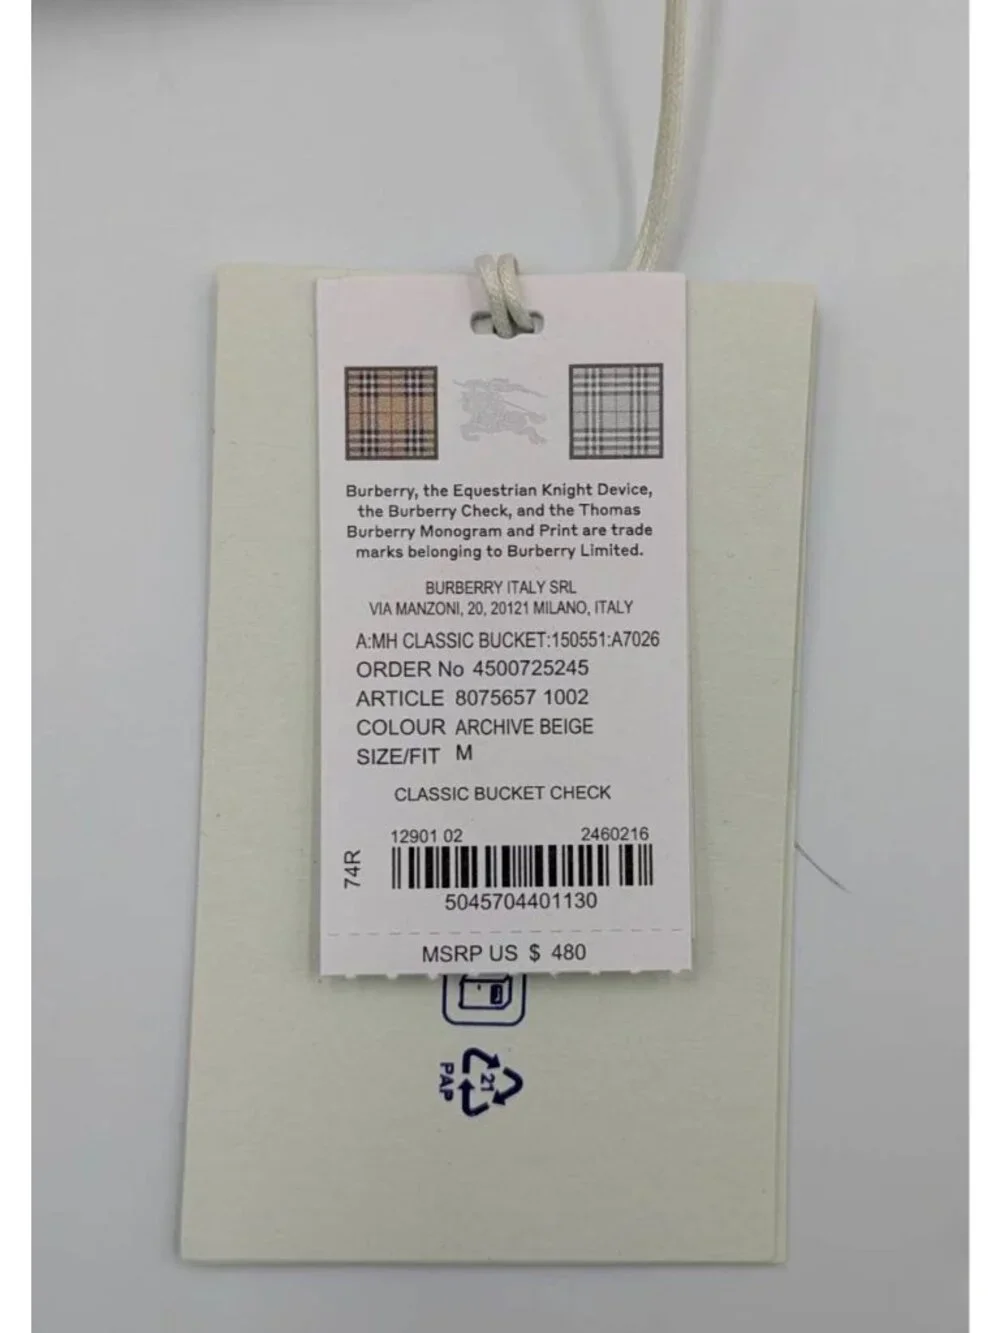 Burberry, the Equestrian Knight Device,
the Burberry Check, and the Thomas
Burberry Monogram and Print are trade
marks belonging to Burberry Limited.
BURBERRY ITALY SRL
VIA MANZONI, 20, 20121 MILANO, ITALY
A:MH CLASSIC BUCKET:150551:A7026
ORDER No 4500725245
ARTICLE 8075657 1002
COLOUR ARCHIVE BEIGE
SIZE/FIT M
CLASSIC BUCKET CHECK
12901 02 2460216
74R
5045704401130
MSRP US $ 480
21
PAP